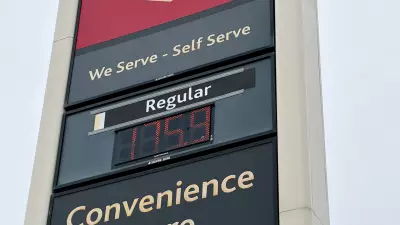 We Serve - Self Serve
Regular
175.9
Convenience